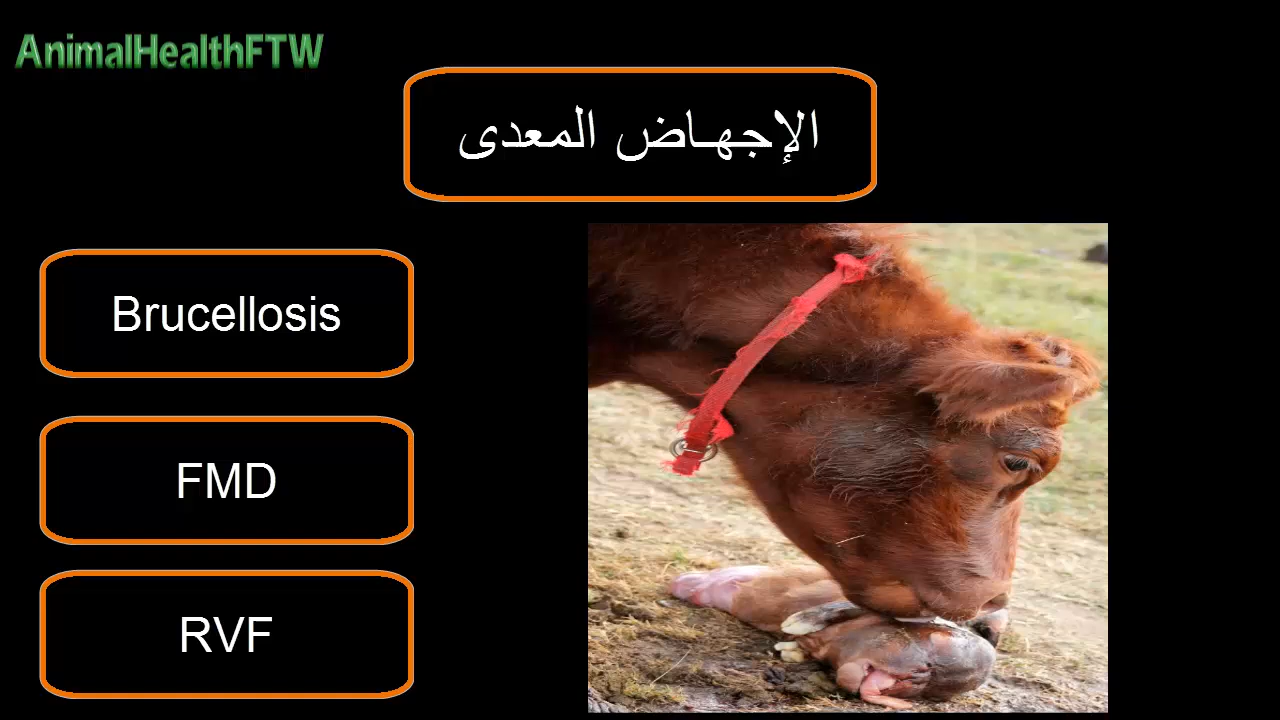 AnimalHealthFTW
الإجهاض المعدى
Brucellosis
FMD
RVF